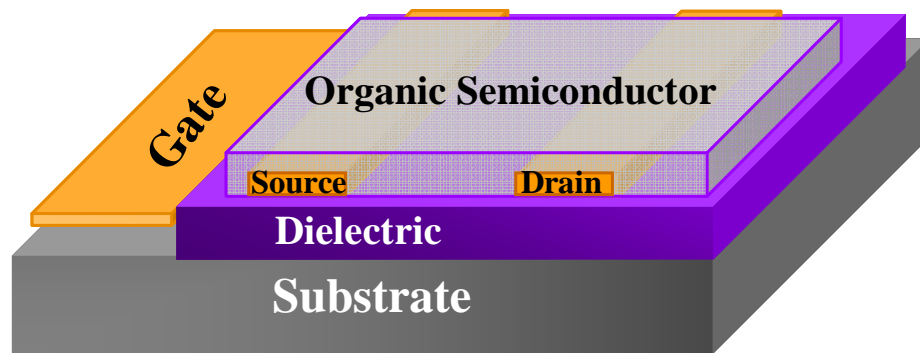 Organic Semiconductor
Gate
Source
Drain
Dielectric
Substrate